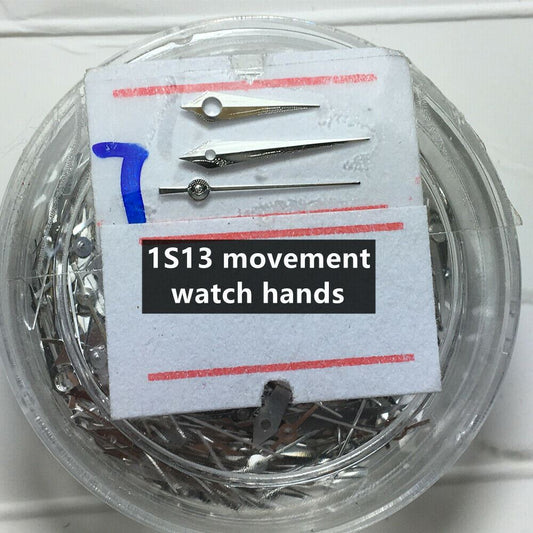 7
1S13 movement
watch hands